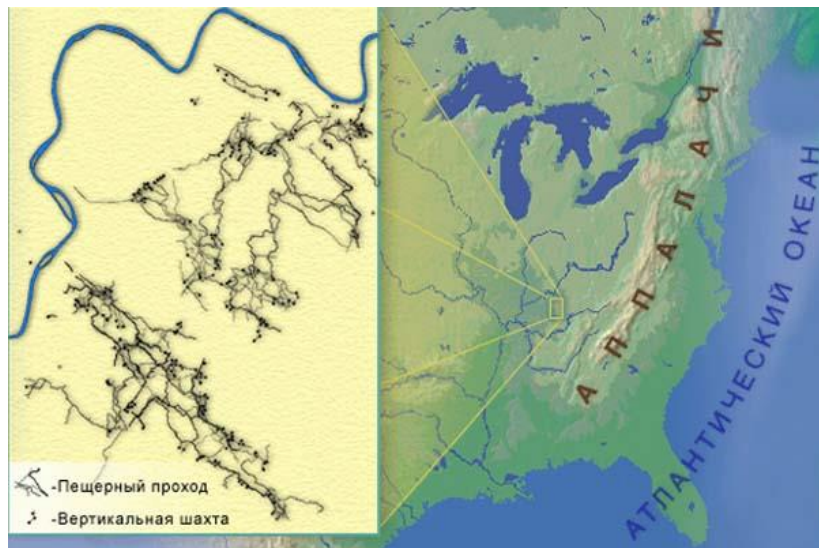 -Пещерный проход
-Вертикальная шахта
АППАЛАЧИ
АТЛАНТИЧЕСКИЙ ОКЕАН